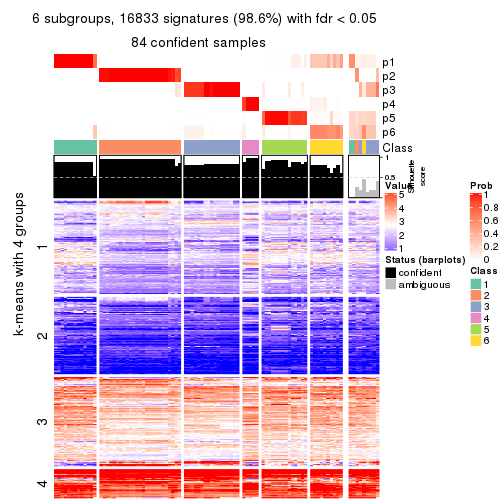 6 subgroups, 16833 signatures (98.6%) with fdr < 0.05
84 confident samples
p1
p2
p3
p4
p5
p6
Class
1
0.5
0
Silhouette
score
k-means with 4 groups
1
2
3
4
Value
5
4
3
2
1
Status (barplots)
confident
ambiguous
Prob
1
0.8
0.6
0.4
0.2
0
Class
1
2
3
4
5
6